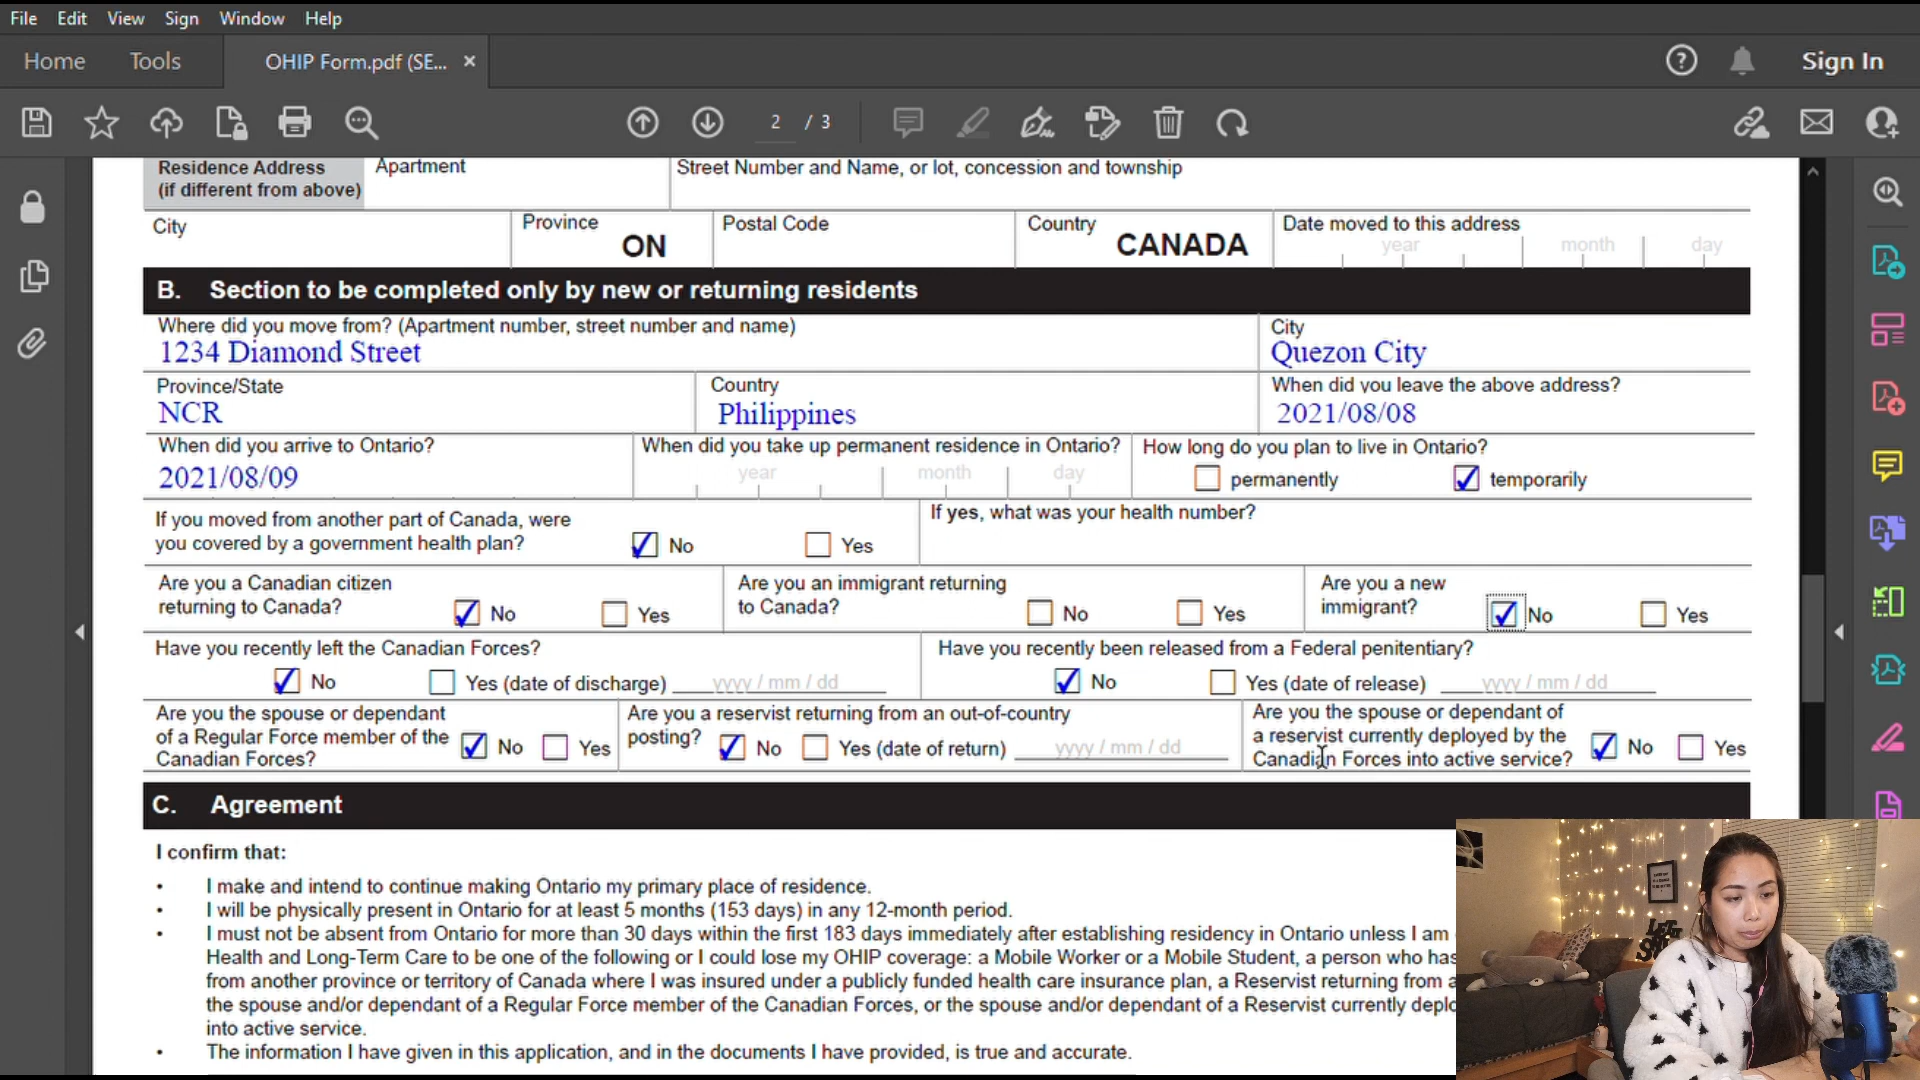 File Edit View Sign Window Help
Home Tools OHIP Form.pdf (SE... × Sign In
2 / 3
Residence Address
(if different from above)
Apartment
Street Number and Name, or lot, concession and township
City
Province
ON
Postal Code
Country
CANADA
Date moved to this address
year month day
B. Section to be completed only by new or returning residents
Where did you move from? (Apartment number, street number and name)
1234 Diamond Street
City
Quezon City
Province/State
NCR
Country
Philippines
When did you leave the above address?
2021/08/08
When did you arrive to Ontario?
2021/08/09
When did you take up permanent residence in Ontario?
year month day
How long do you plan to live in Ontario?
permanently temporarily
If you moved from another part of Canada, were
you covered by a government health plan?
No Yes
If yes, what was your health number?
Are you a Canadian citizen
returning to Canada?
No Yes
Are you an immigrant returning
to Canada?
No Yes
Are you a new
immigrant?
No Yes
Have you recently left the Canadian Forces?
No Yes (date of discharge) yyyy / mm / dd
Have you recently been released from a Federal penitentiary?
No Yes (date of release) yyyy / mm / dd
Are you the spouse or dependant
of a Regular Force member of the
Canadian Forces?
No Yes
Are you a reservist returning from an out-of-country
posting?
No Yes (date of return) yyyy / mm / dd
Are you the spouse or dependant of
a reservist currently deployed by the
Canadian Forces into active service?
No Yes
C. Agreement
I confirm that:
• I make and intend to continue making Ontario my primary place of residence.
• I will be physically present in Ontario for at least 5 months (153 days) in any 12-month period.
• I must not be absent from Ontario for more than 30 days within the first 183 days immediately after establishing residency in Ontario unless I am
Health and Long-Term Care to be one of the following or I could lose my OHIP coverage: a Mobile Worker or a Mobile Student, a person who has
from another province or territory of Canada where I was insured under a publicly funded health care insurance plan, a Reservist returning from a
the spouse and/or dependant of a Regular Force member of the Canadian Forces, or the spouse and/or dependant of a Reservist currently deplo
into active service.
• The information I have given in this application, and in the documents I have provided, is true and accurate.